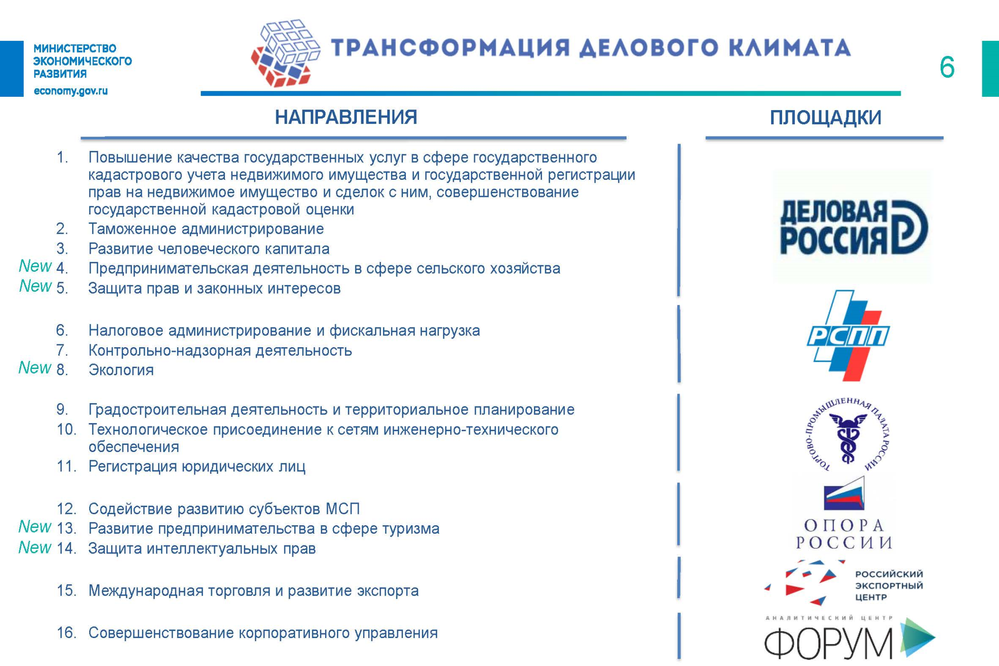 МИНИСТЕРСТВО
ЭКОНОМИЧЕСКОГО
РАЗВИТИЯ
economy.gov.ru
ТРАНСФОРМАЦИЯ ДЕЛОВОГО КЛИМАТА
6
НАПРАВЛЕНИЯ
ПЛОЩАДКИ
1. Повышение качества государственных услуг в сфере государственного
кадастрового учета недвижимого имущества и государственной регистрации
прав на недвижимое имущество и сделок с ним, совершенствование
государственной кадастровой оценки
2. Таможенное администрирование
3. Развитие человеческого капитала
New 4. Предпринимательская деятельность в сфере сельского хозяйства
New 5. Защита прав и законных интересов
ДЕЛОВАЯ
РОССИЯ
6. Налоговое администрирование и фискальная нагрузка
7. Контрольно-надзорная деятельность
New 8. Экология
РСПП
9. Градостроительная деятельность и территориальное планирование
10. Технологическое присоединение к сетям инженерно-технического
обеспечения
11. Регистрация юридических лиц
ТОРГОВО-ПРОМЫШЛЕННАЯ ПАЛАТА РОССИИ
12. Содействие развитию субъектов МСП
New 13. Развитие предпринимательства в сфере туризма
New 14. Защита интеллектуальных прав
ОПОРА
РОССИИ
15. Международная торговля и развитие экспорта
РОССИЙСКИЙ
ЭКСПОРТНЫЙ
ЦЕНТР
16. Совершенствование корпоративного управления
АНАЛИТИЧЕСКИЙ ЦЕНТР
ФОРУМ